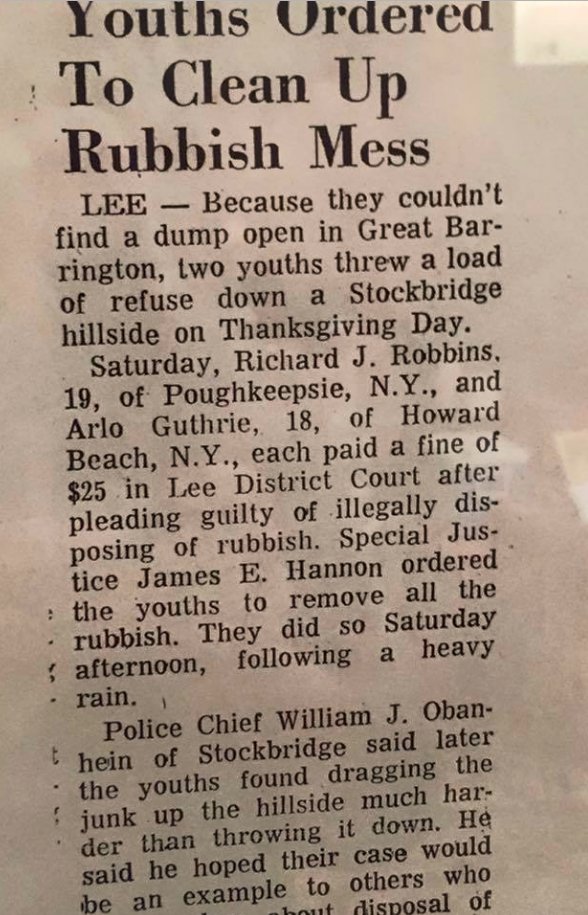 Youths Ordered
To Clean Up
Rubbish Mess
LEE — Because they couldn't
find a dump open in Great Bar-
rington, two youths threw a load
of refuse down a Stockbridge
hillside on Thanksgiving Day.
Saturday, Richard J. Robbins,
19, of Poughkeepsie, N.Y., and
Arlo Guthrie, 18, of Howard
Beach, N.Y., each paid a fine of
$25 in Lee District Court after
pleading guilty of illegally dis-
posing of rubbish. Special Jus-
tice James E. Hannon ordered
the youths to remove all the
rubbish. They did so Saturday
afternoon, following a heavy
rain.
Police Chief William J. Oban-
hein of Stockbridge said later
the youths found dragging the
junk up the hillside much har-
der than throwing it down. He
said he hoped their case would
be an example to others who
about disposal of